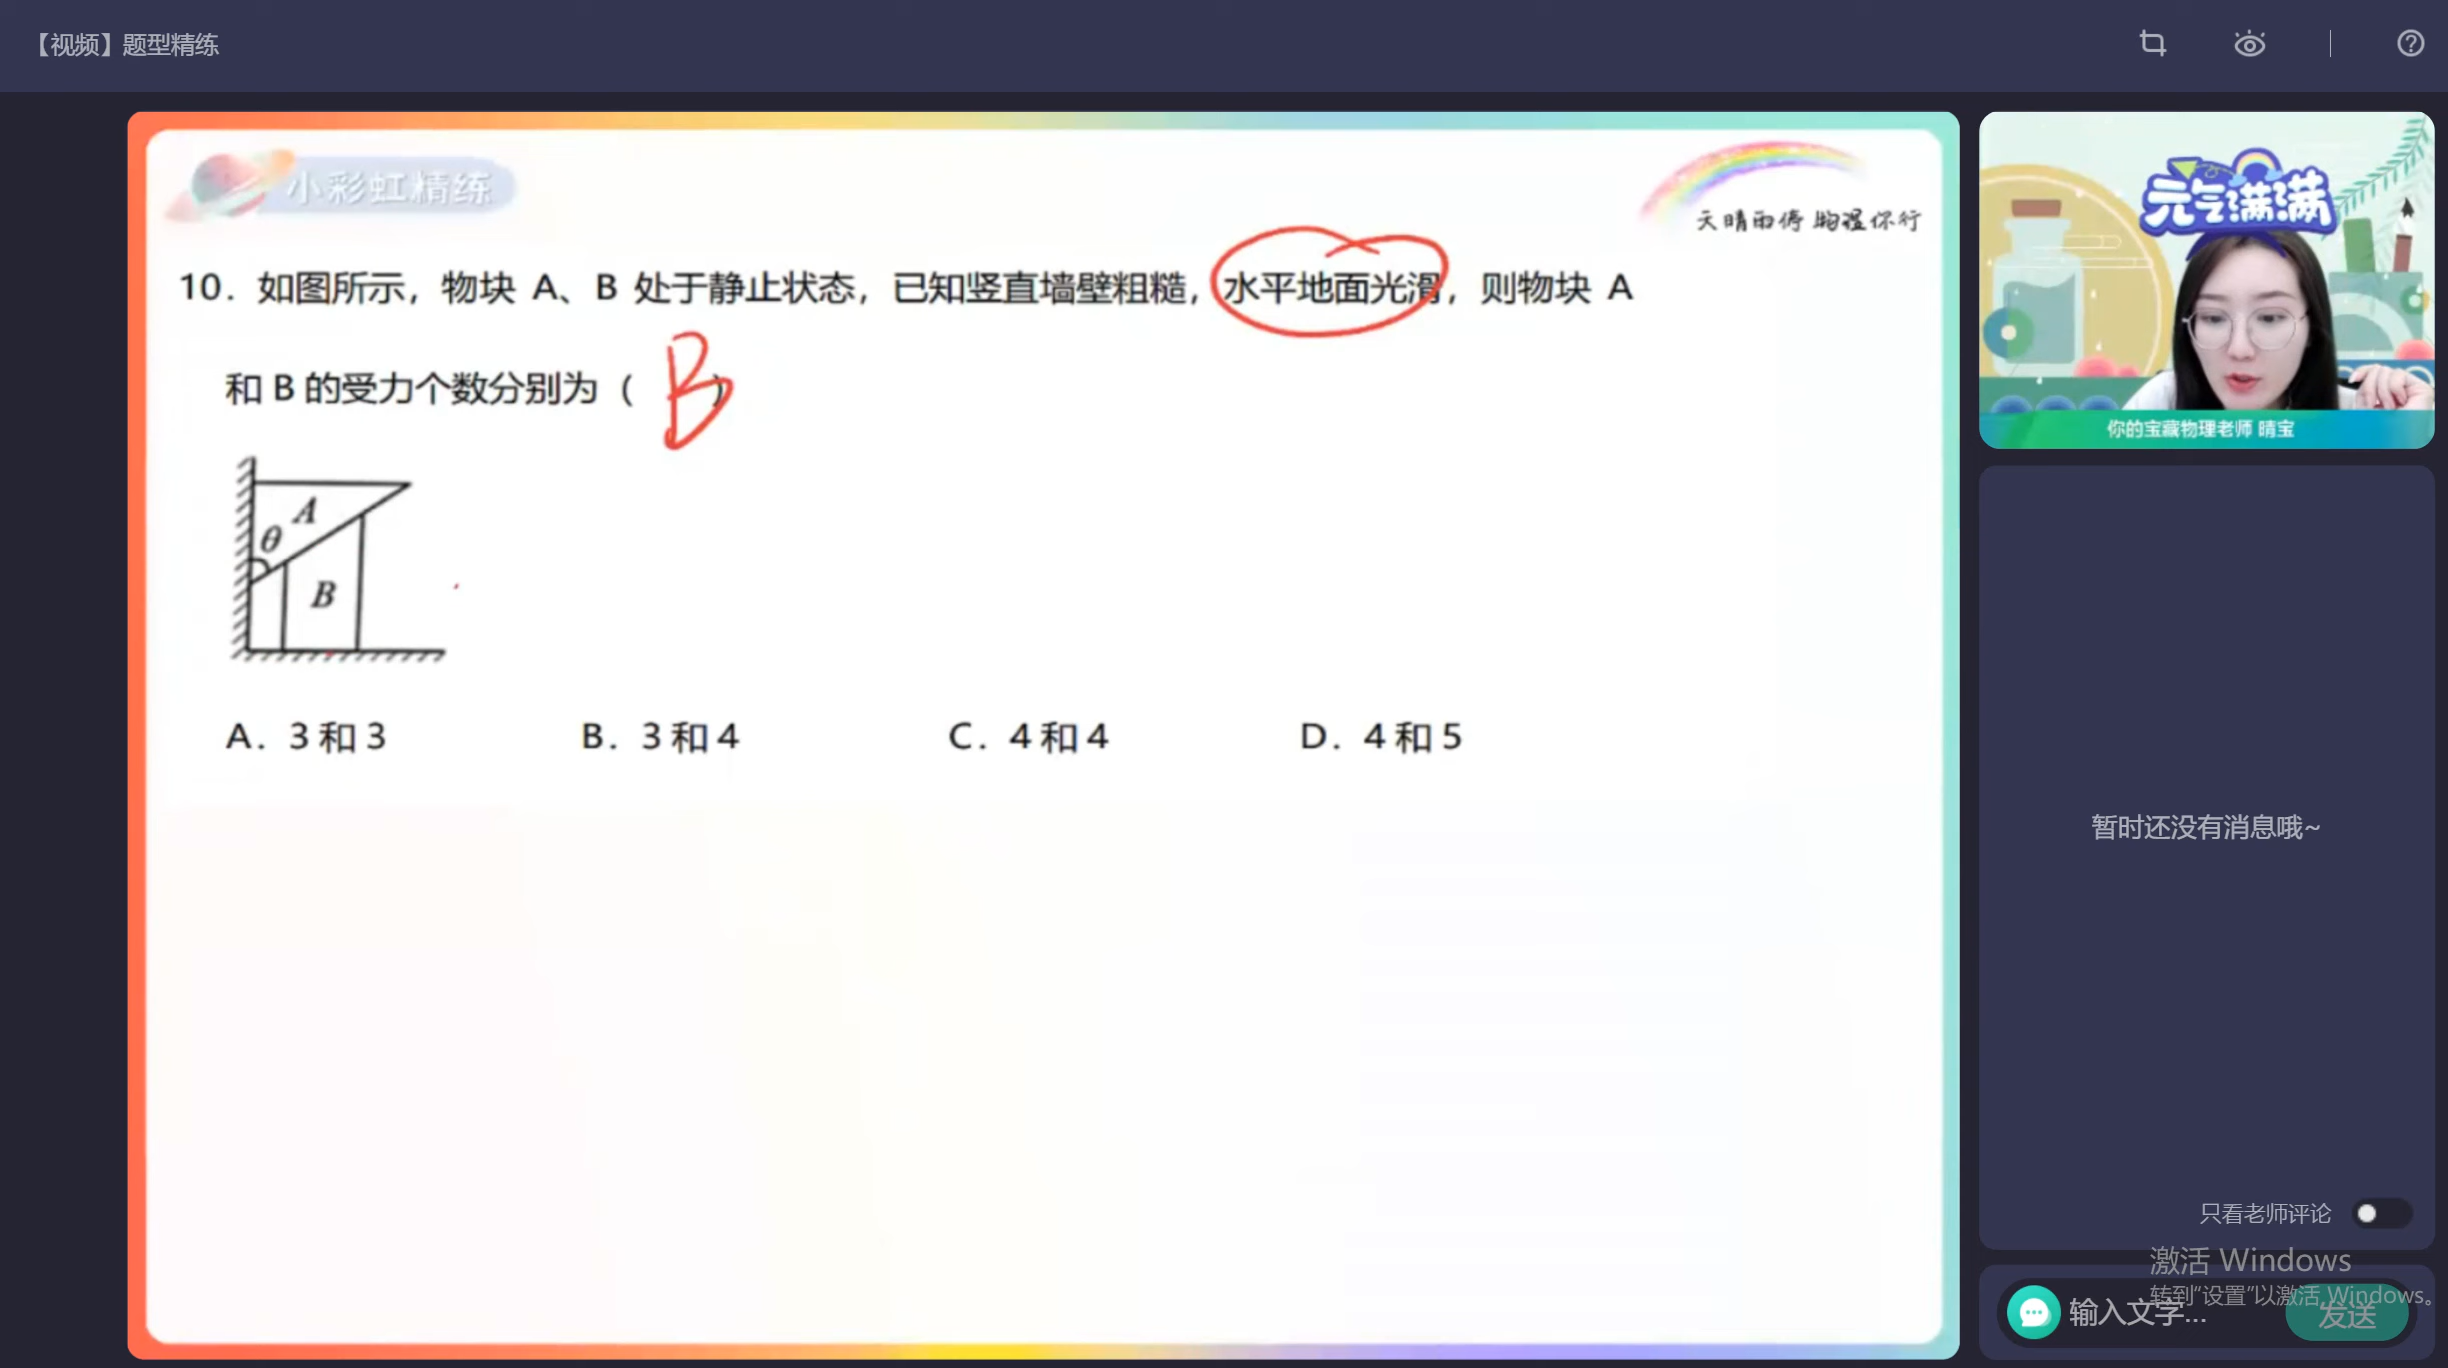 【视频】题型精练
小彩虹精练
天晴雨停 物理你行
10. 如图所示，物块 A、B 处于静止状态，已知竖直墙壁粗糙，水平地面光滑，则物块 A
和 B 的受力个数分别为（ B ）
A
θ
B
A. 3 和 3 B. 3 和 4 C. 4 和 4 D. 4 和 5
元气满满
你的宝藏物理老师 晴宝
暂时还没有消息哦~
只看老师评论
激活 Windows
转到"设置"以激活 Windows。
输入文字...
发送